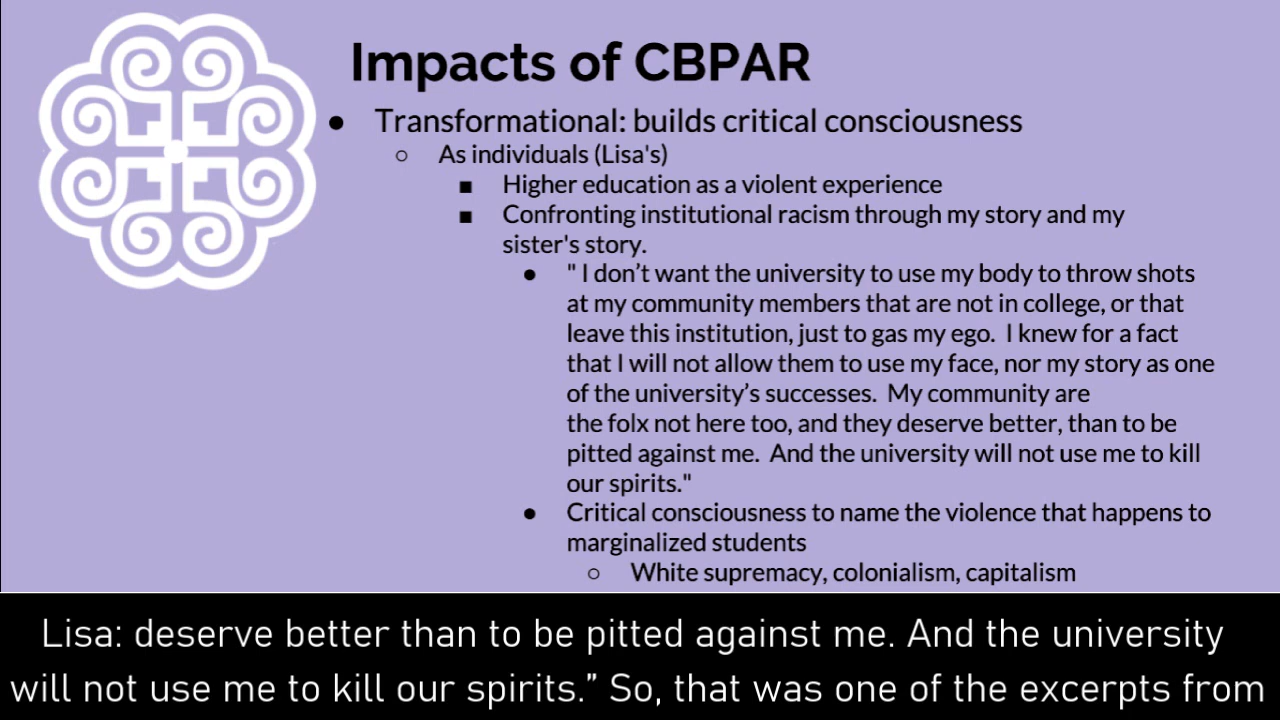 Impacts of CBPAR
● Transformational: builds critical consciousness
○ As individuals (Lisa's)
■ Higher education as a violent experience
■ Confronting institutional racism through my story and my
sister's story.
● " I don’t want the university to use my body to throw shots
at my community members that are not in college, or that
leave this institution, just to gas my ego.  I knew for a fact
that I will not allow them to use my face, nor my story as one
of the university’s successes.  My community are
the folx not here too, and they deserve better, than to be
pitted against me.  And the university will not use me to kill
our spirits."
● Critical consciousness to name the violence that happens to
marginalized students
○ White supremacy, colonialism, capitalism
Lisa: deserve better than to be pitted against me. And the university
will not use me to kill our spirits.” So, that was one of the excerpts from